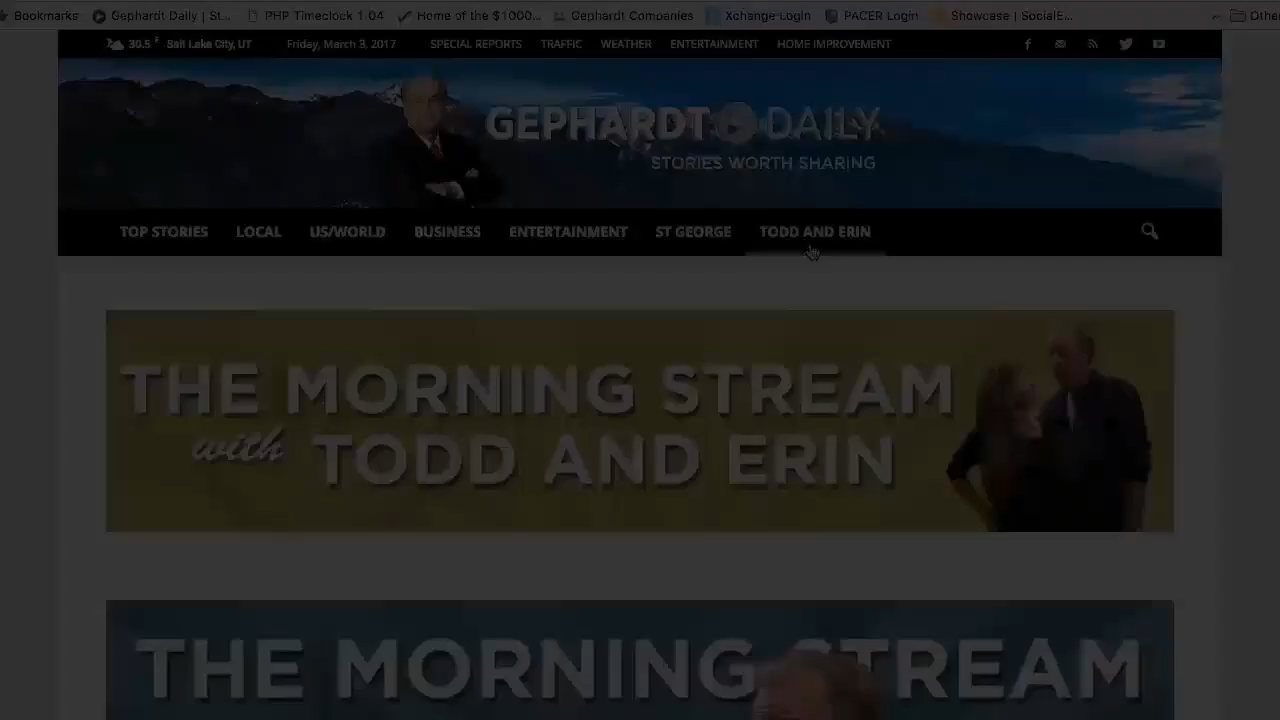 Bookmarks Gephardt Daily | St... PHP Timeclock 1 04 Home of the $1000... Gephardt Companies Xchange Login PACER Login Showcase | SocialE... Othe
30.5 F Salt Lake City, UT Friday, March 3, 2017 SPECIAL REPORTS TRAFFIC WEATHER ENTERTAINMENT HOME IMPROVEMENT
GEPHARDT DAILY
STORIES WORTH SHARING
TOP STORIES LOCAL US/WORLD BUSINESS ENTERTAINMENT ST GEORGE TODD AND ERIN
THE MORNING STREAM
with TODD AND ERIN
THE MORNING STREAM